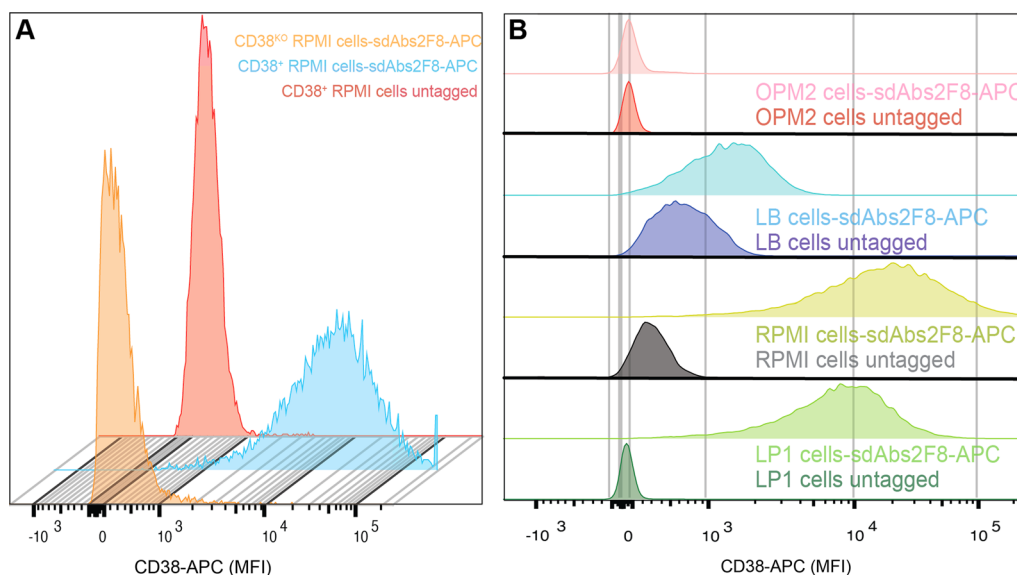 A
CD38KO RPMI cells-sdAbs2F8-APC
CD38+ RPMI cells-sdAbs2F8-APC
CD38+ RPMI cells untagged
-10 3
0
10 3
10 4
10 5
CD38-APC (MFI)
B
OPM2 cells-sdAbs2F8-APC
OPM2 cells untagged
LB cells-sdAbs2F8-APC
LB cells untagged
RPMI cells-sdAbs2F8-APC
RPMI cells untagged
LP1 cells-sdAbs2F8-APC
LP1 cells untagged
-10 3
0
10 3
10 4
10 5
CD38-APC (MFI)